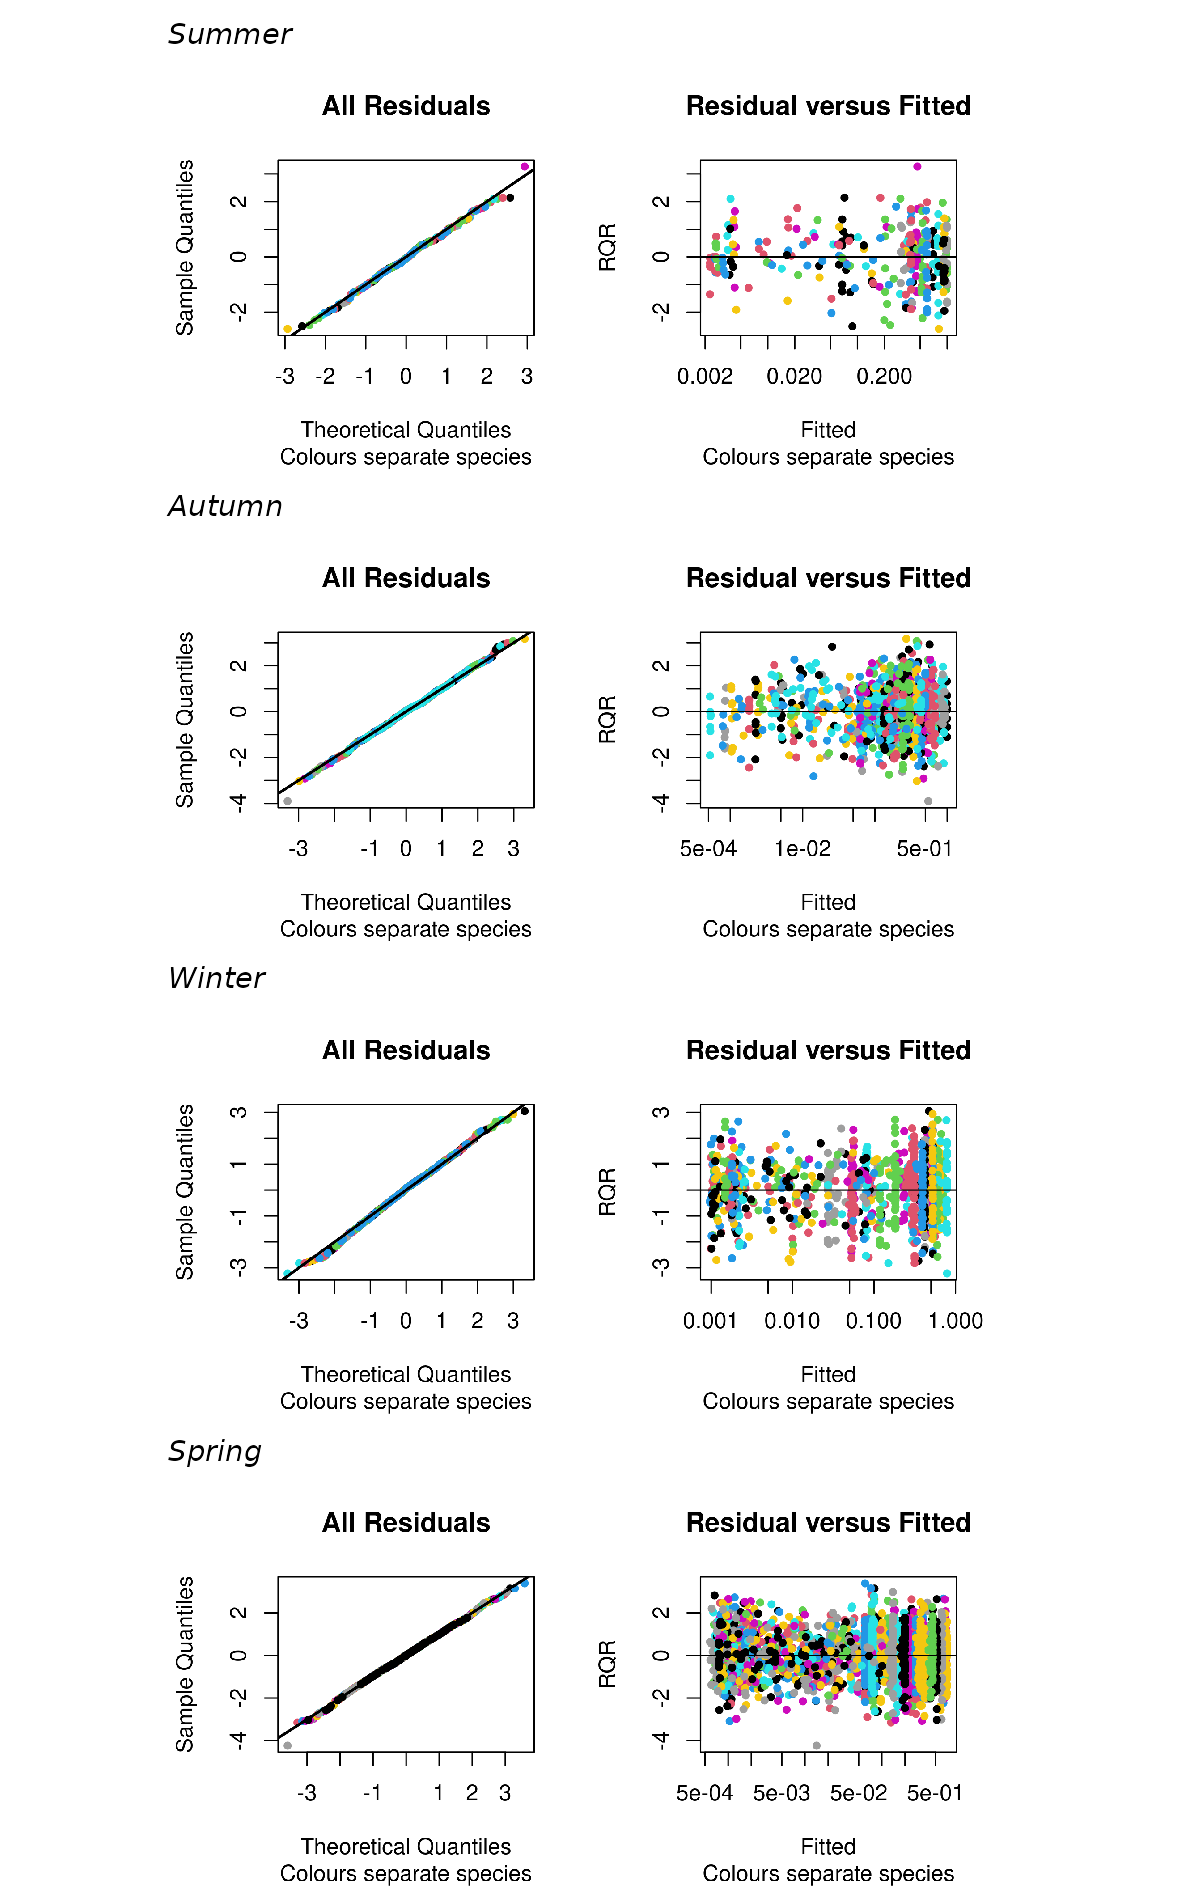 Summer
All Residuals
Sample Quantiles
2
0
-2
-3 -2 -1 0 1 2 3
Theoretical Quantiles
Colours separate species
Residual versus Fitted
RQR
2
0
-2
0.002 0.020 0.200
Fitted
Colours separate species
Autumn
All Residuals
Sample Quantiles
2
0
-2
-4
-3 -1 0 1 2 3
Theoretical Quantiles
Colours separate species
Residual versus Fitted
RQR
2
0
-2
-4
5e-04 1e-02 5e-01
Fitted
Colours separate species
Winter
All Residuals
Sample Quantiles
3
1
-1
-3
-3 -1 0 1 2 3
Theoretical Quantiles
Colours separate species
Residual versus Fitted
RQR
3
1
-1
-3
0.001 0.010 0.100 1.000
Fitted
Colours separate species
Spring
All Residuals
Sample Quantiles
2
0
-2
-4
-3 -1 1 2 3
Theoretical Quantiles
Colours separate species
Residual versus Fitted
RQR
2
0
-2
-4
5e-04 5e-03 5e-02 5e-01
Fitted
Colours separate species